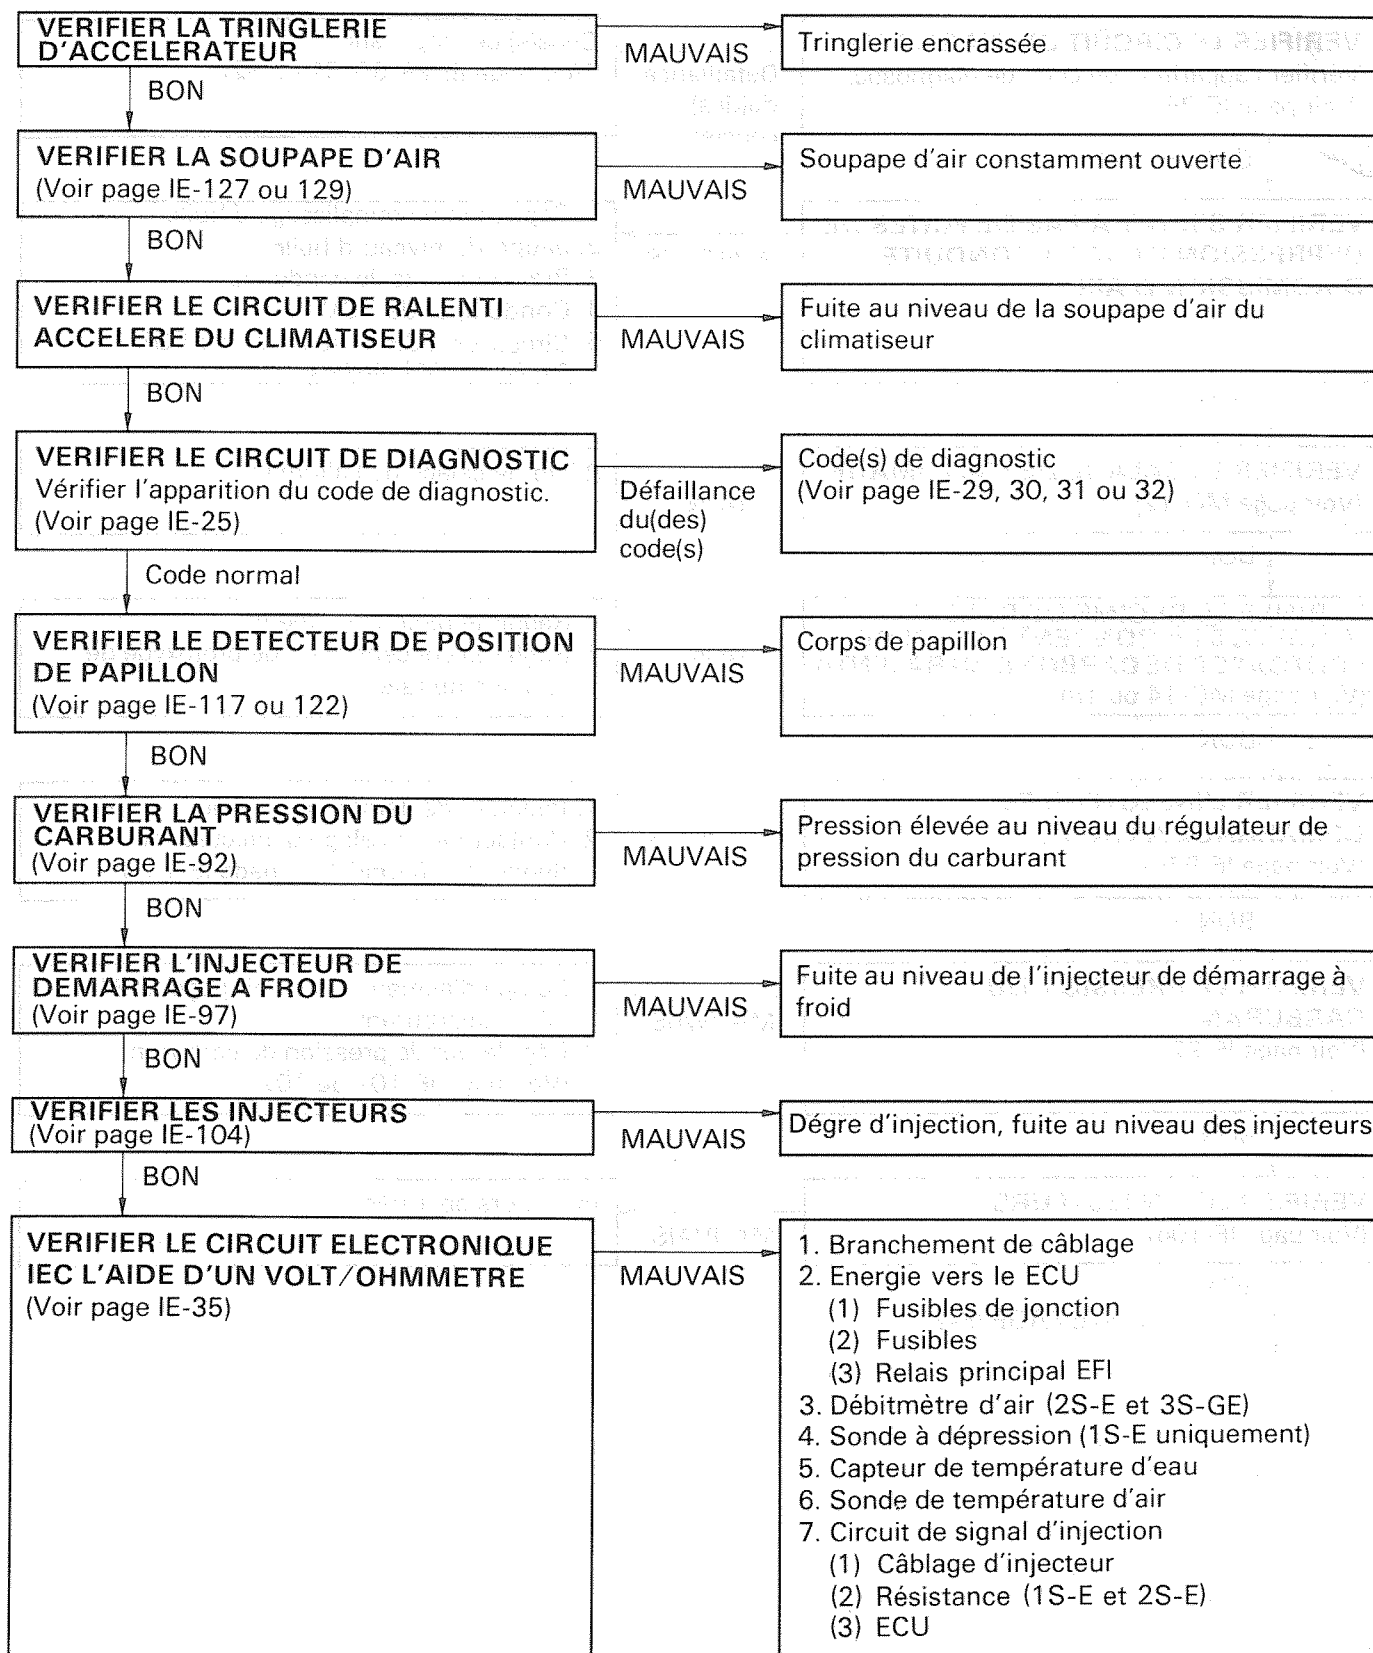 VERIFIER LA TRINGLERIE
D'ACCELERATEUR
MAUVAIS
Tringlerie encrassée
BON
VERIFIER LA SOUPAPE D'AIR
(Voir page IE-127 ou 129)
MAUVAIS
Soupape d'air constamment ouverte
BON
VERIFIER LE CIRCUIT DE RALENTI
ACCELERE DU CLIMATISEUR
MAUVAIS
Fuite au niveau de la soupape d'air du
climatiseur
BON
VERIFIER LE CIRCUIT DE DIAGNOSTIC
Vérifier l'apparition du code de diagnostic.
(Voir page IE-25)
Défaillance
du(des)
code(s)
Code(s) de diagnostic
(Voir page IE-29, 30, 31 ou 32)
Code normal
VERIFIER LE DETECTEUR DE POSITION
DE PAPILLON
(Voir page IE-117 ou 122)
MAUVAIS
Corps de papillon
BON
VERIFIER LA PRESSION DU
CARBURANT
(Voir page IE-92)
MAUVAIS
Pression élevée au niveau du régulateur de
pression du carburant
BON
VERIFIER L'INJECTEUR DE
DEMARRAGE A FROID
(Voir page IE-97)
MAUVAIS
Fuite au niveau de l'injecteur de démarrage à
froid
BON
VERIFIER LES INJECTEURS
(Voir page IE-104)
MAUVAIS
Dégre d'injection, fuite au niveau des injecteurs
BON
VERIFIER LE CIRCUIT ELECTRONIQUE
IEC L'AIDE D'UN VOLT/OHMMETRE
(Voir page IE-35)
MAUVAIS
1. Branchement de câblage
2. Energie vers le ECU
(1) Fusibles de jonction
(2) Fusibles
(3) Relais principal EFI
3. Débitmètre d'air (2S-E et 3S-GE)
4. Sonde à dépression (1S-E uniquement)
5. Capteur de température d'eau
6. Sonde de température d'air
7. Circuit de signal d'injection
(1) Câblage d'injecteur
(2) Résistance (1S-E et 2S-E)
(3) ECU